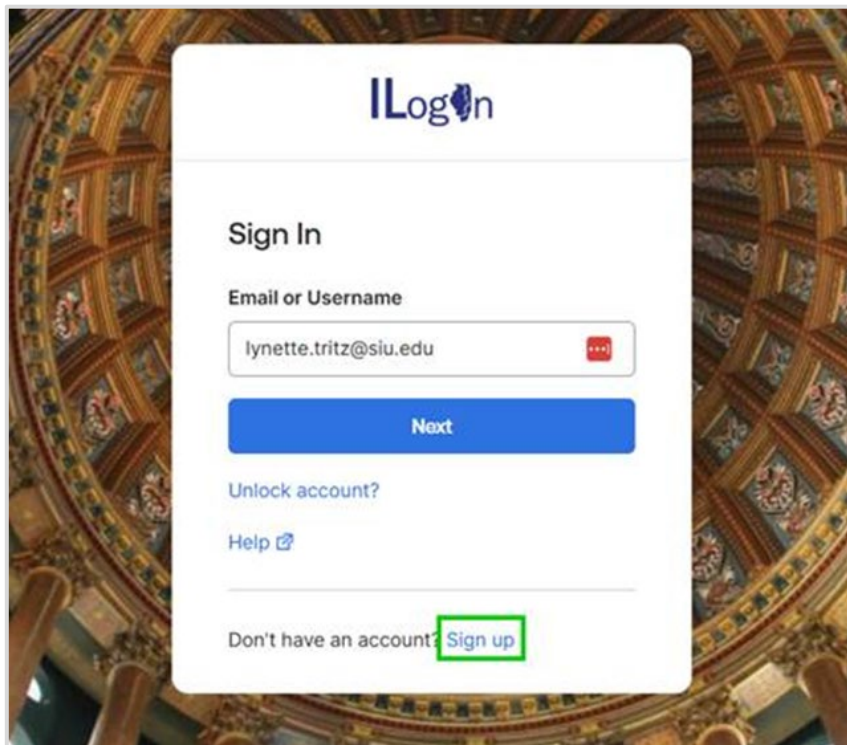 ILogIn
Sign In
Email or Username
lynette.tritz@siu.edu
Next
Unlock account?
Help
Don't have an account? Sign up